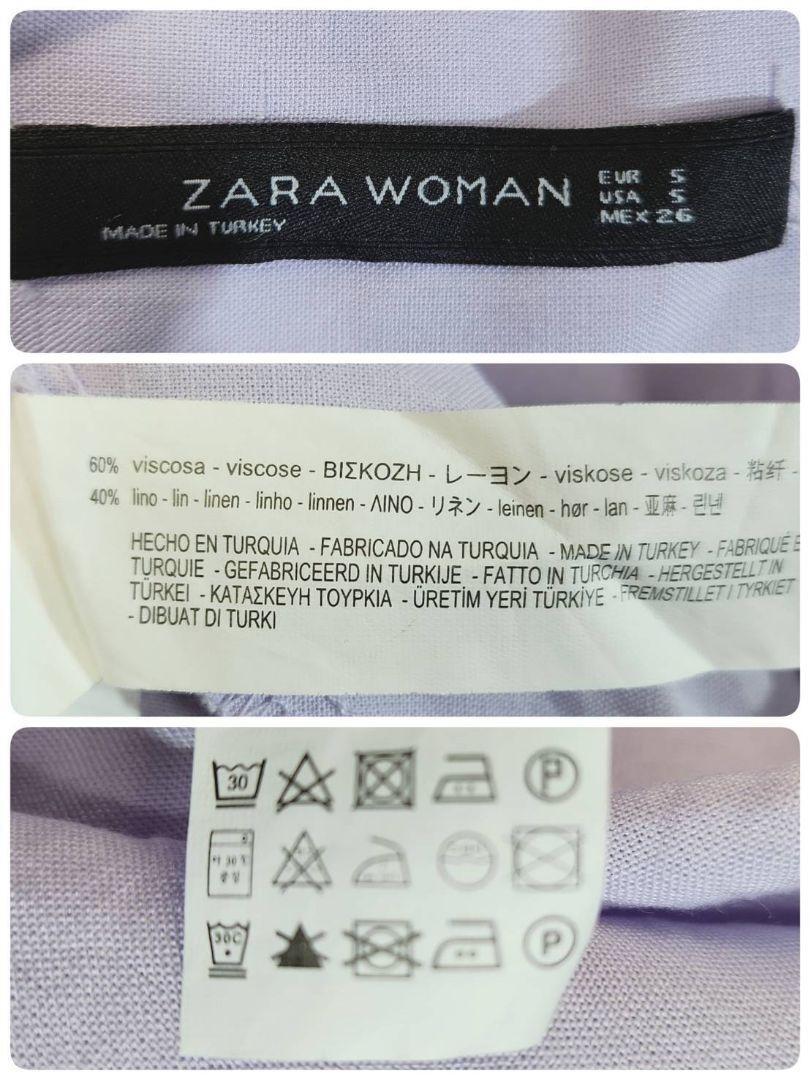 ZARA WOMAN
EUR S
USA S
MEX 26
MADE IN TURKEY
60% viscosa - viscose - ΒΙΣΚΟΖΗ - レーヨン - viskose - viskoza - 粘纤 -
40% lino - lin - linen - linho - linnen - ΛΙΝΟ - リネン - leinen - hør - lan - 亚麻 - 린넨
HECHO EN TURQUIA - FABRICADO NA TURQUIA - MADE IN TURKEY - FABRIQUÉ E
TURQUIE - GEFABRICEERD IN TURKIJE - FATTO IN TURCHIA - HERGESTELLT IN
TÜRKEI - ΚΑΤΑΣΚΕΥΗ ΤΟΥΡΚΙΑ - ÜRETİM YERİ TÜRKİYE - FREMSTILLET I TYRKIET
- DIBUAT DI TURKI
30 P
30C P